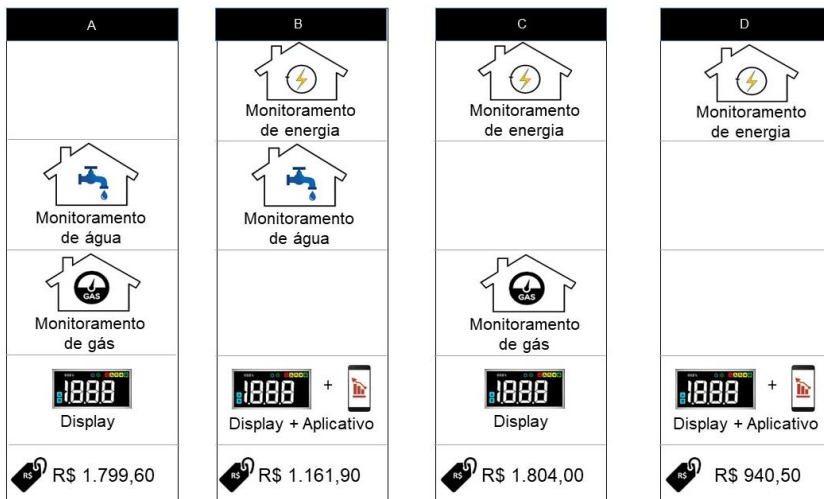 A
B
C
D
Monitoramento
de energia
Monitoramento
de energia
Monitoramento
de energia
Monitoramento
de água
Monitoramento
de água
GAS
Monitoramento
de gás
GAS
Monitoramento
de gás
1888
Display
1888
+
Display + Aplicativo
1888
Display
1888
+
Display + Aplicativo
R$ R$ 1.799,60
R$ R$ 1.161,90
R$ R$ 1.804,00
R$ R$ 940,50